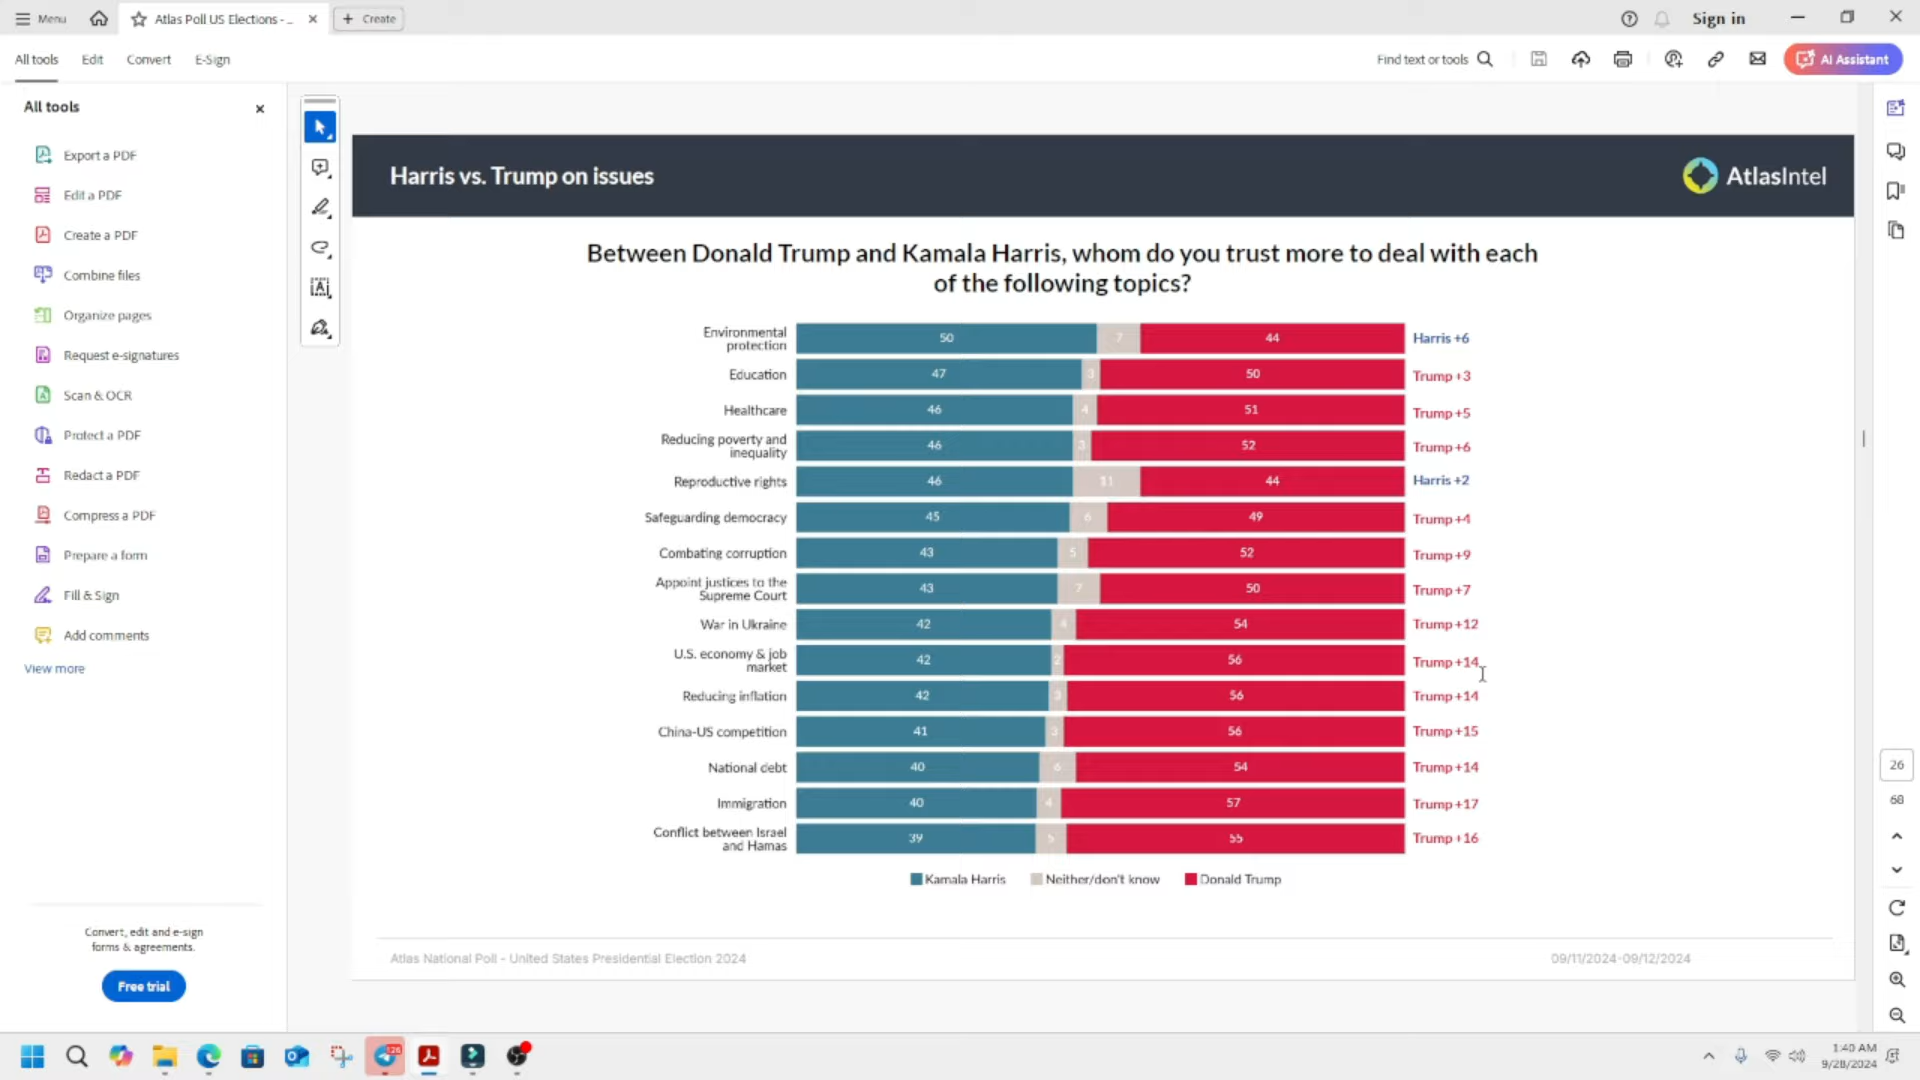 Menu
Atlas Poll US Elections - ...
Create
Sign in
All tools
Edit
Convert
E-Sign
Find text or tools
AI Assistant
All tools
Export a PDF
Edit a PDF
Create a PDF
Combine files
Organize pages
Request e-signatures
Scan & OCR
Protect a PDF
Redact a PDF
Compress a PDF
Prepare a form
Fill & Sign
Add comments
View more
Convert, edit and e-sign
forms & agreements.
Free trial
Harris vs. Trump on issues
AtlasIntel
Between Donald Trump and Kamala Harris, whom do you trust more to deal with each
of the following topics?
Environmental
protection
50 7 44 Harris +6
Education 47 3 50 Trump +3
Healthcare 46 4 51 Trump +5
Reducing poverty and
inequality
46 3 52 Trump +6
Reproductive rights 46 11 44 Harris +2
Safeguarding democracy 45 6 49 Trump +4
Combating corruption 43 5 52 Trump +9
Appoint justices to the
Supreme Court
43 7 50 Trump +7
War in Ukraine 42 4 54 Trump +12
U.S. economy & job
market
42 2 56 Trump +14
Reducing inflation 42 3 56 Trump +14
China-US competition 41 3 56 Trump +15
National debt 40 6 54 Trump +14
Immigration 40 4 57 Trump +17
Conflict between Israel
and Hamas
39 5 55 Trump +16
Kamala Harris
Neither/don't know
Donald Trump
Atlas National Poll - United States Presidential Election 2024
09/11/2024-09/12/2024
26
68
1:40 AM
9/28/2024